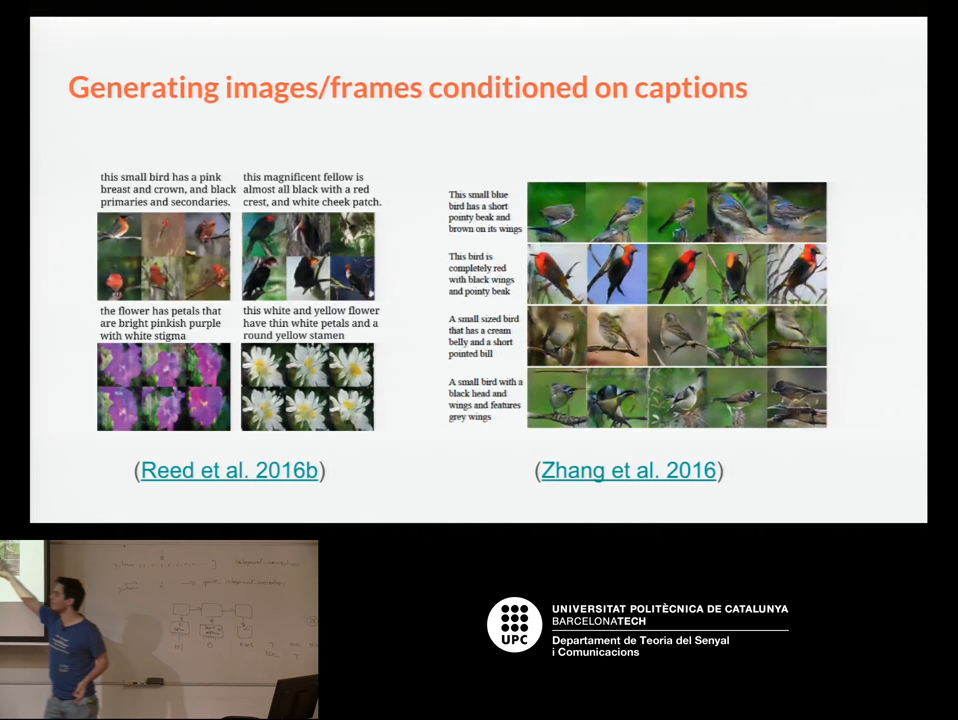 Generating images/frames conditioned on captions
this small bird has a pink
breast and crown, and black
primaries and secondaries.
this magnificent fellow is
almost all black with a red
crest, and white cheek patch.
the flower has petals that
are bright pinkish purple
with white stigma
this white and yellow flower
have thin white petals and a
round yellow stamen
(Reed et al. 2016b)
This small blue
bird has a short
pointy beak and
brown on its wings
This bird is
completely red
with black wings
and pointy beak
A small sized bird
that has a cream
belly and a short
pointed bill
A small bird with a
black head and
wings and features
grey wings
(Zhang et al. 2016)
UPC
UNIVERSITAT POLITÈCNICA DE CATALUNYA
BARCELONATECH
Departament de Teoria del Senyal
i Comunicacions